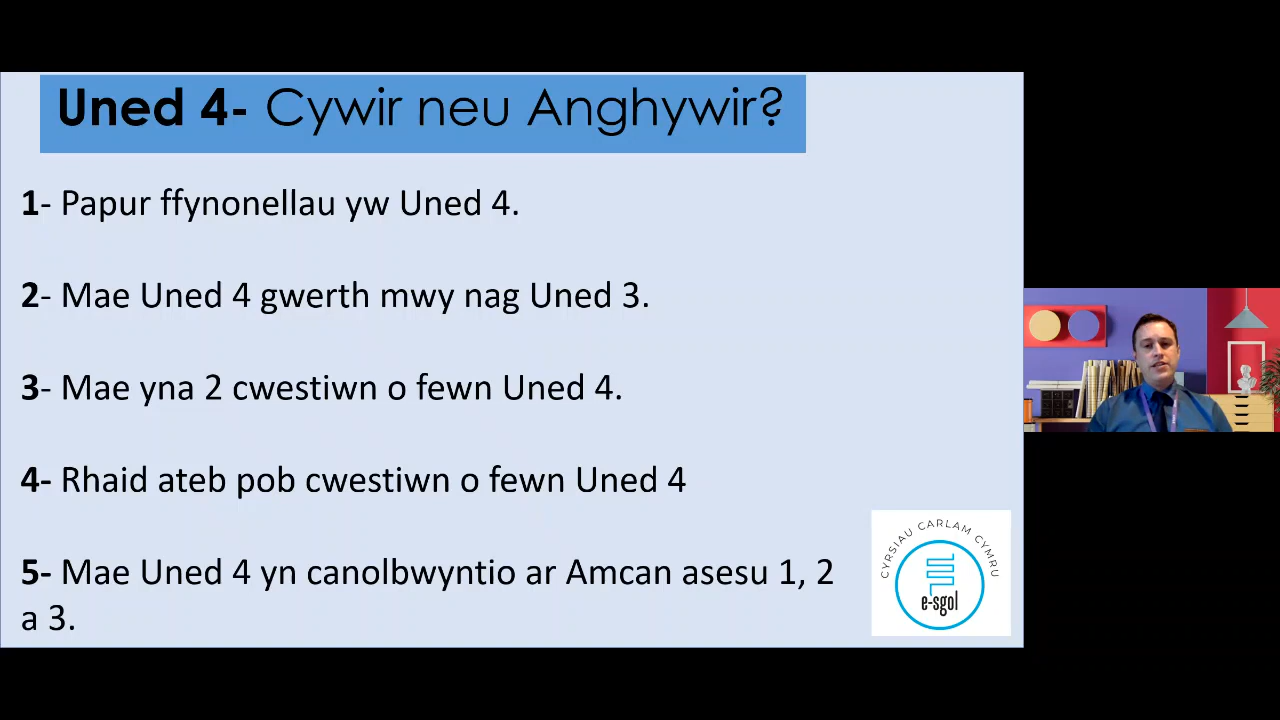 Uned 4- Cywir neu Anghywir?
1- Papur ffynonellau yw Uned 4.
2- Mae Uned 4 gwerth mwy nag Uned 3.
3- Mae yna 2 cwestiwn o fewn Uned 4.
4- Rhaid ateb pob cwestiwn o fewn Uned 4
5- Mae Uned 4 yn canolbwyntio ar Amcan asesu 1, 2
a 3.
CYRSIAU CARLAM CYMRU
e-sgol